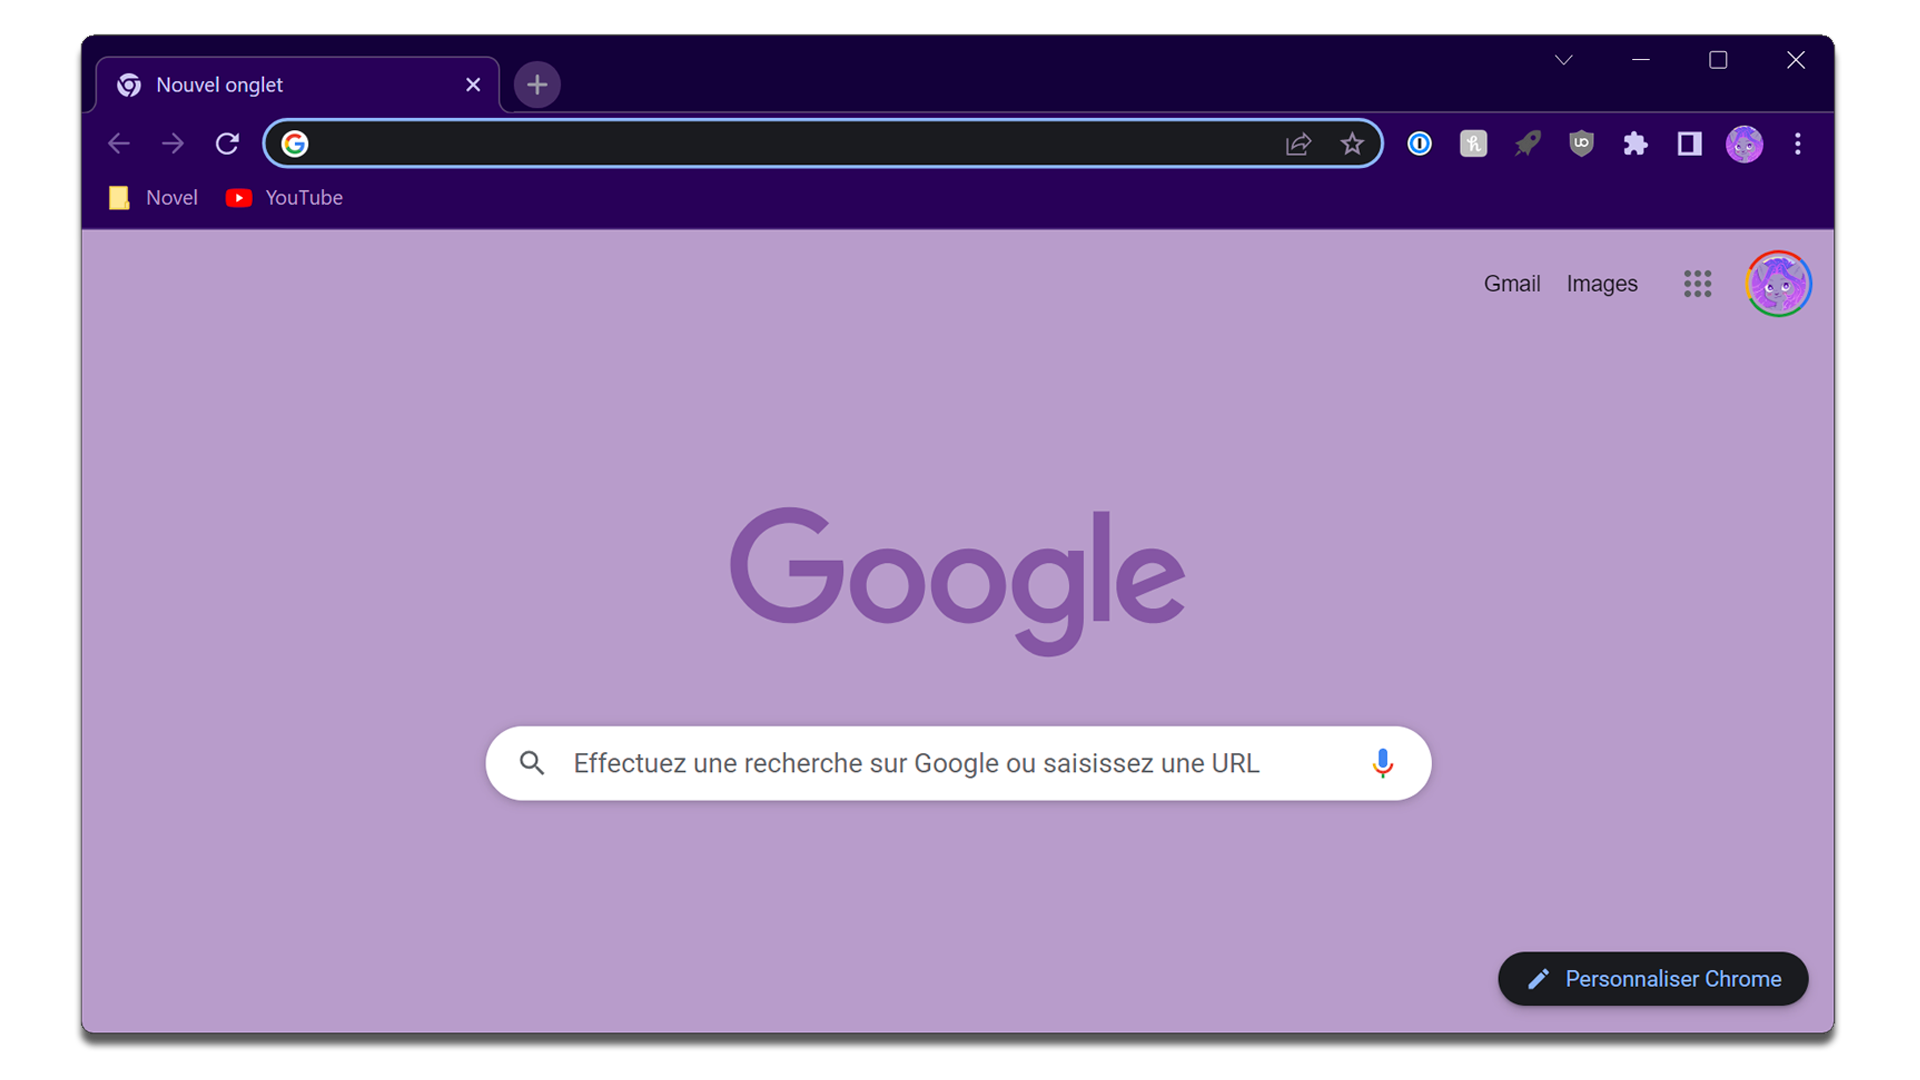 Nouvel onglet
Novel
YouTube
Gmail
Images
Google
Effectuez une recherche sur Google ou saisissez une URL
Personnaliser Chrome